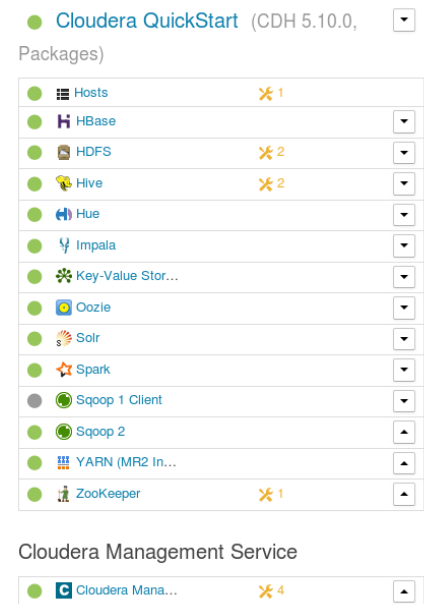 Cloudera QuickStart (CDH 5.10.0,
Packages)
Hosts 1
HBase
HDFS 2
Hive 2
Hue
Impala
Key-Value Stor...
Oozie
Solr
Spark
Sqoop 1 Client
Sqoop 2
YARN (MR2 In...
ZooKeeper 1
Cloudera Management Service
C Cloudera Mana... 4